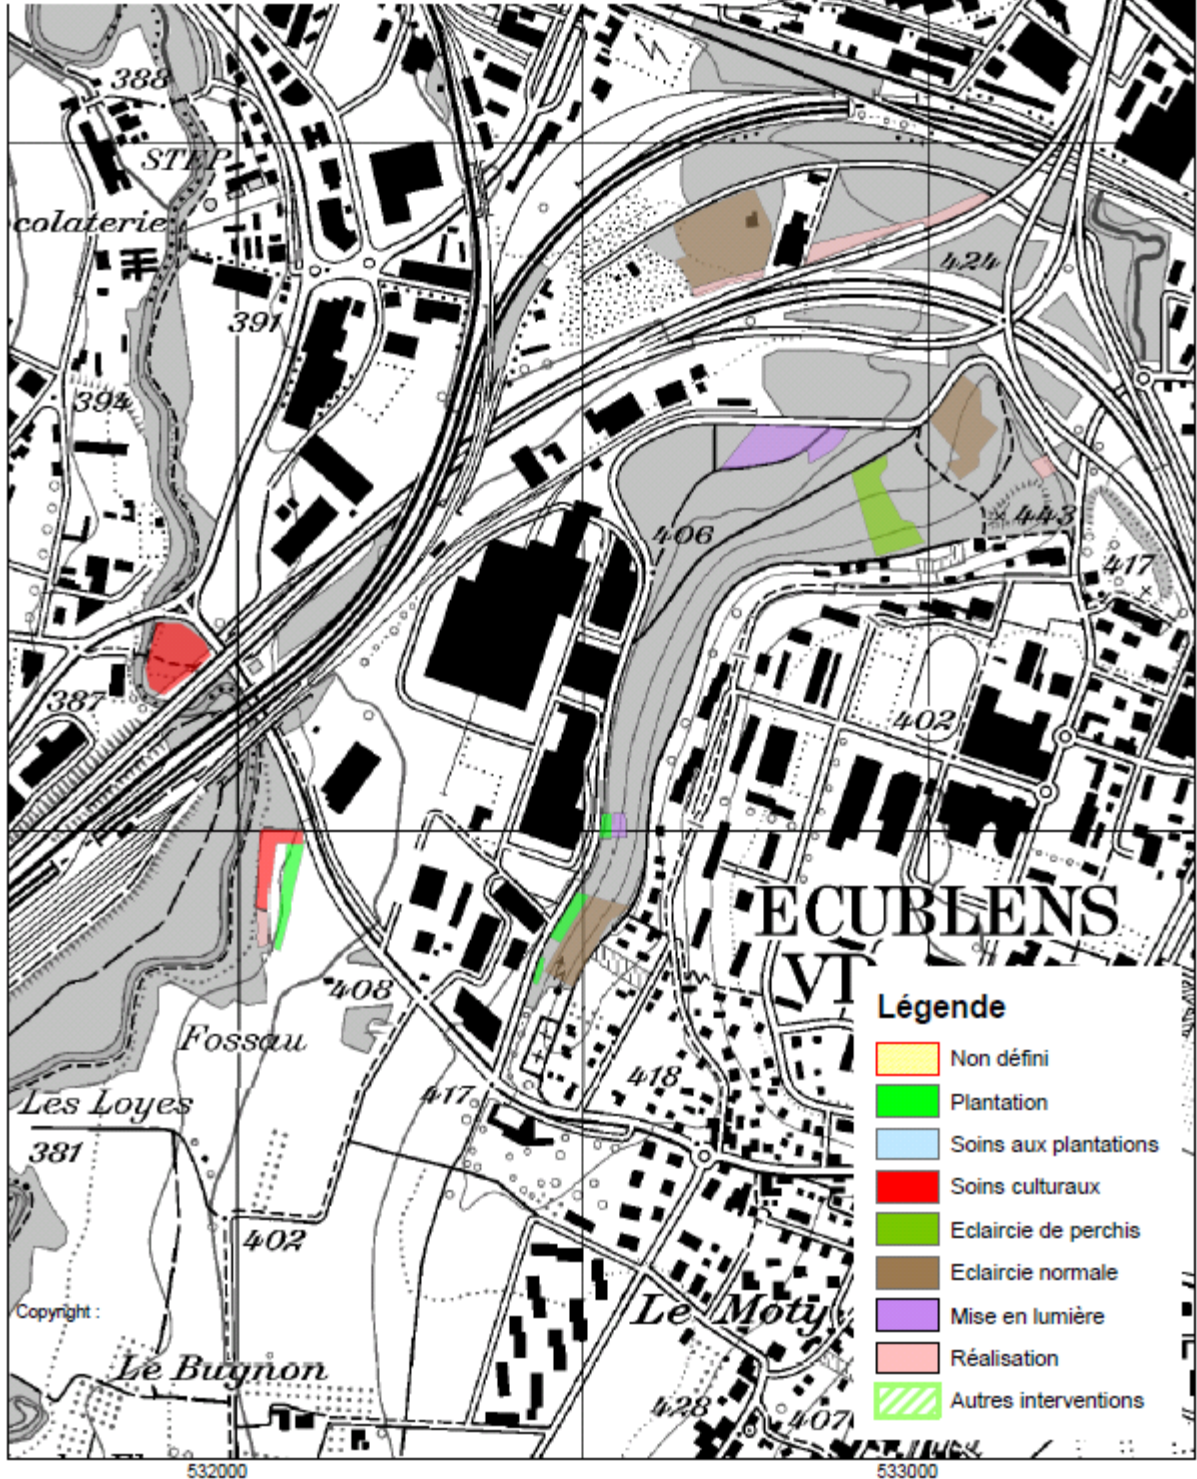 388
STEP
colaterie
424
391
394
406
443
417
387
402
ECUBLENS
VD
408
Fossau
417
418
Les Loyes
381
402
Copyright :
Le Moty
Le Bugnon
428
407
Légende
Non défini
Plantation
Soins aux plantations
Soins culturaux
Eclaircie de perchis
Eclaircie normale
Mise en lumière
Réalisation
Autres interventions
532000
533000